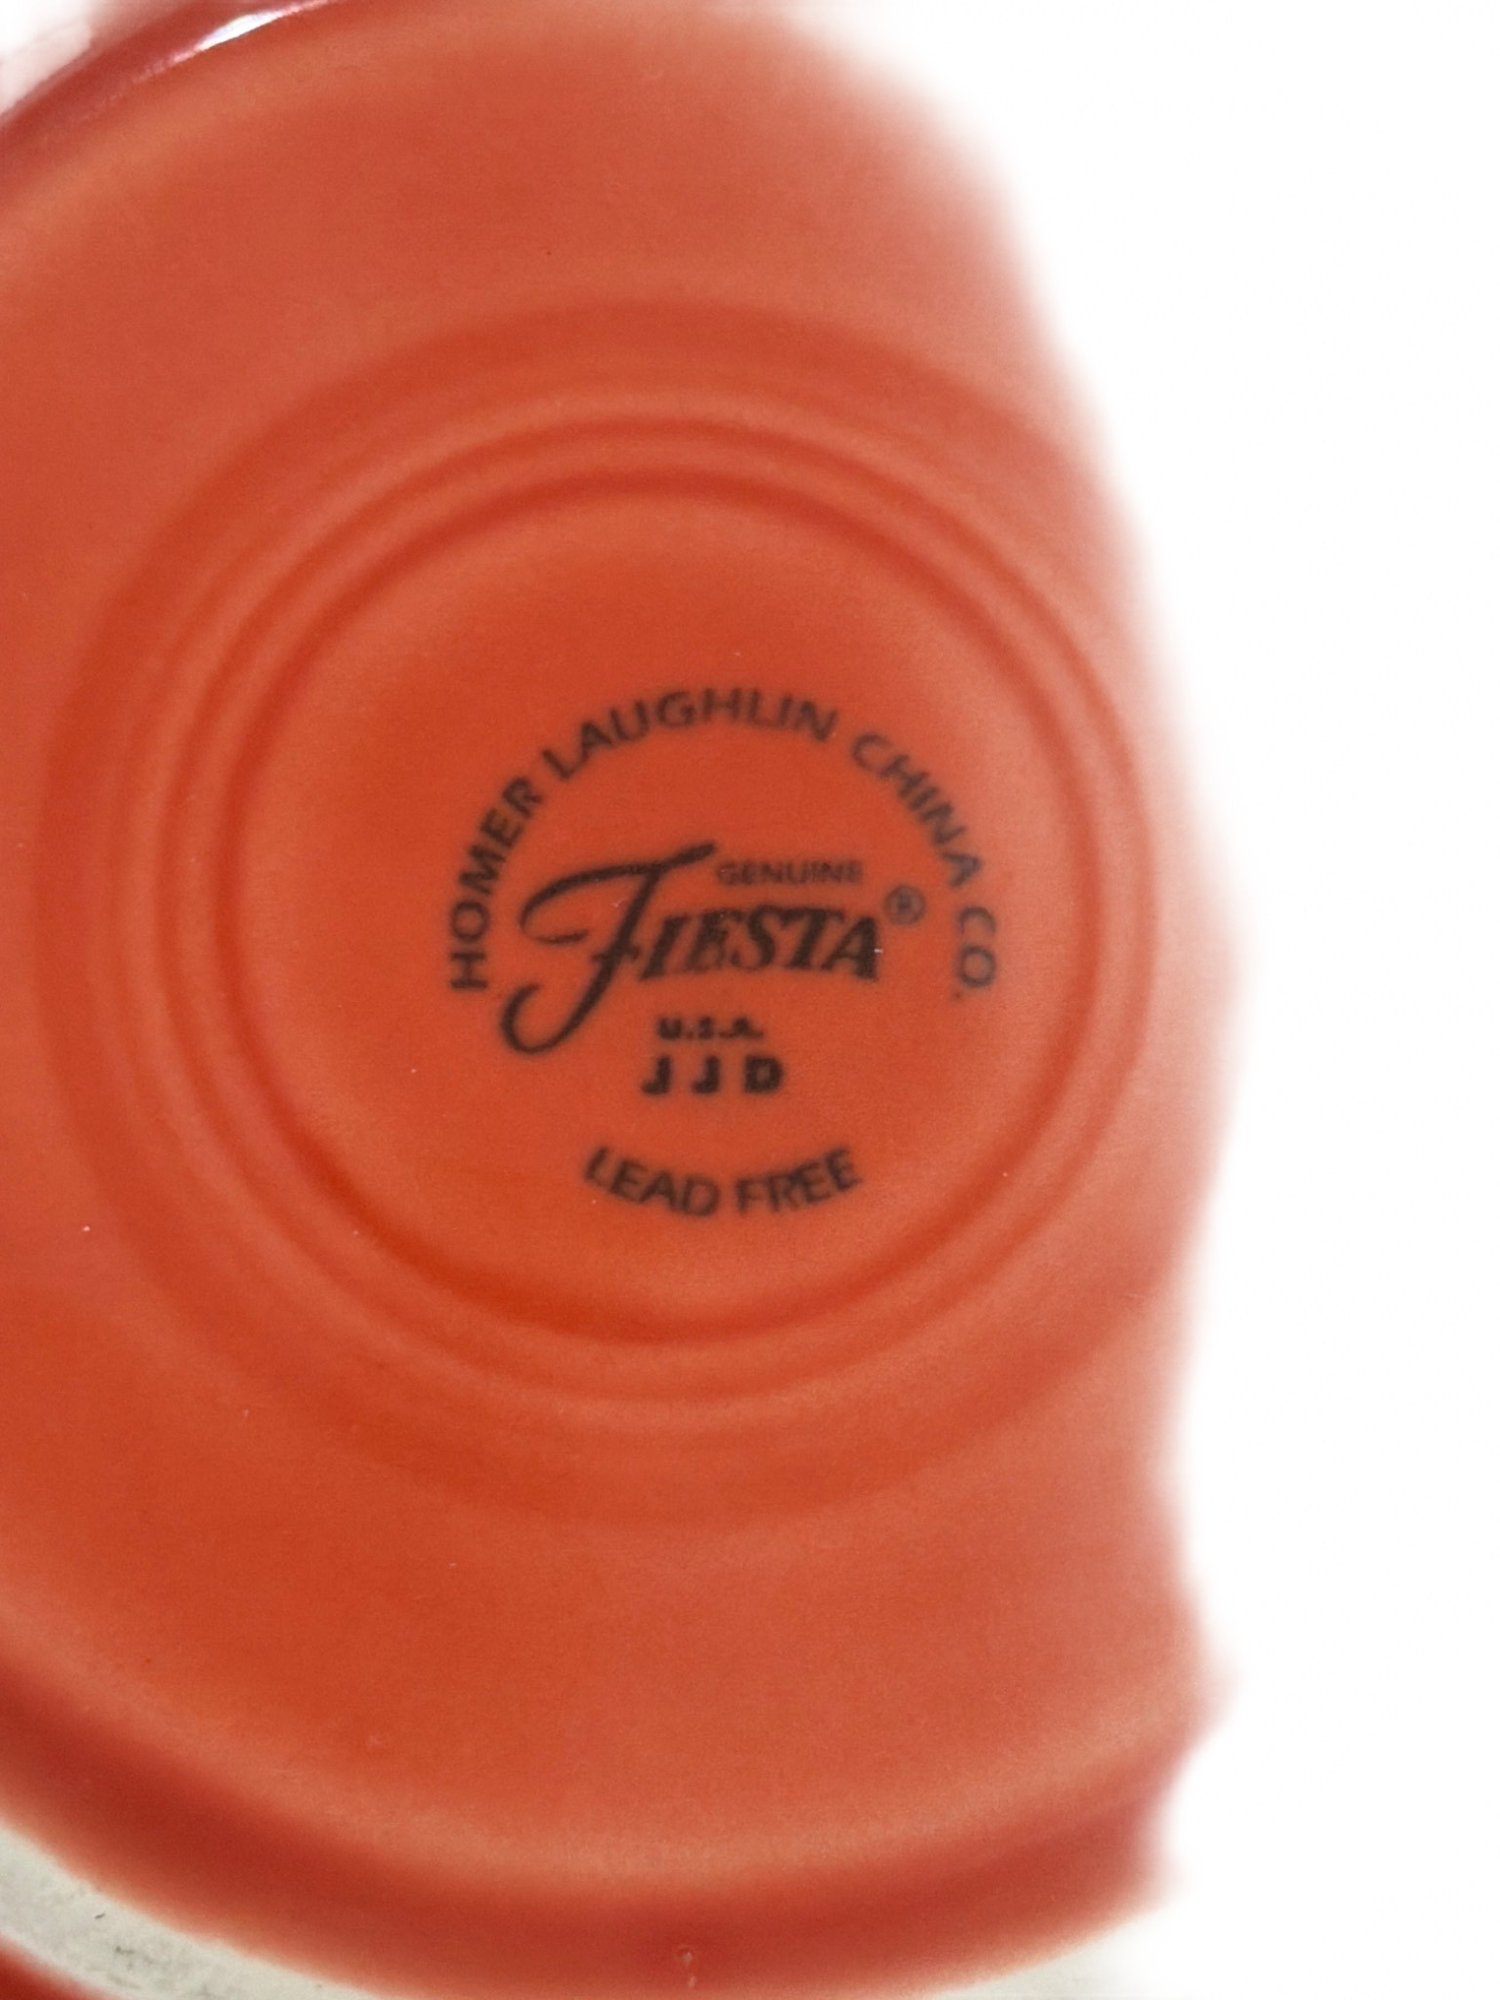 HOMER LAUGHLIN CHINA CO.
GENUINE
FIESTA®
U.S.A.
JJD
LEAD FREE